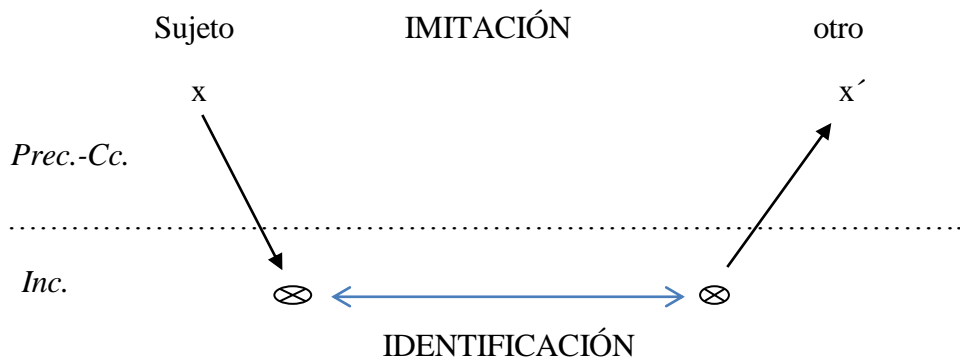 Sujeto IMITACIÓN otro
x x´
Prec.-Cc.
Inc.
IDENTIFICACIÓN